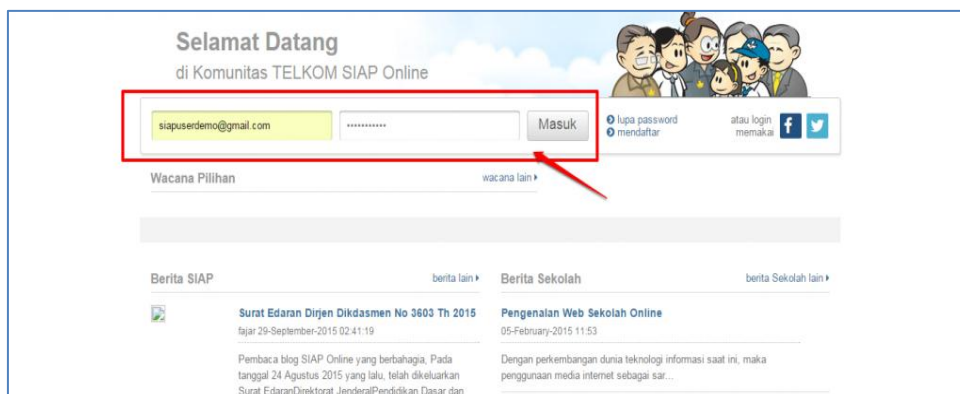 Selamat Datang
di Komunitas TELKOM SIAP Online
siapuserdemo@gmail.com ........... Masuk
lupa password
mendaftar
atau login
memakai
Wacana Pilihan wacana lain
Berita SIAP berita lain
Surat Edaran Dirjen Dikdasmen No 3603 Th 2015
fajar 29-September-2015 02:41:19
Pembaca blog SIAP Online yang berbahagia, Pada
tanggal 24 Agustus 2015 yang lalu, telah dikeluarkan
Surat EdaranDirektorat JenderalPendidikan Dasar dan
Berita Sekolah berita Sekolah lain
Pengenalan Web Sekolah Online
05-February-2015 11:53
Dengan perkembangan dunia teknologi informasi saat ini, maka
penggunaan media internet sebagai sar...